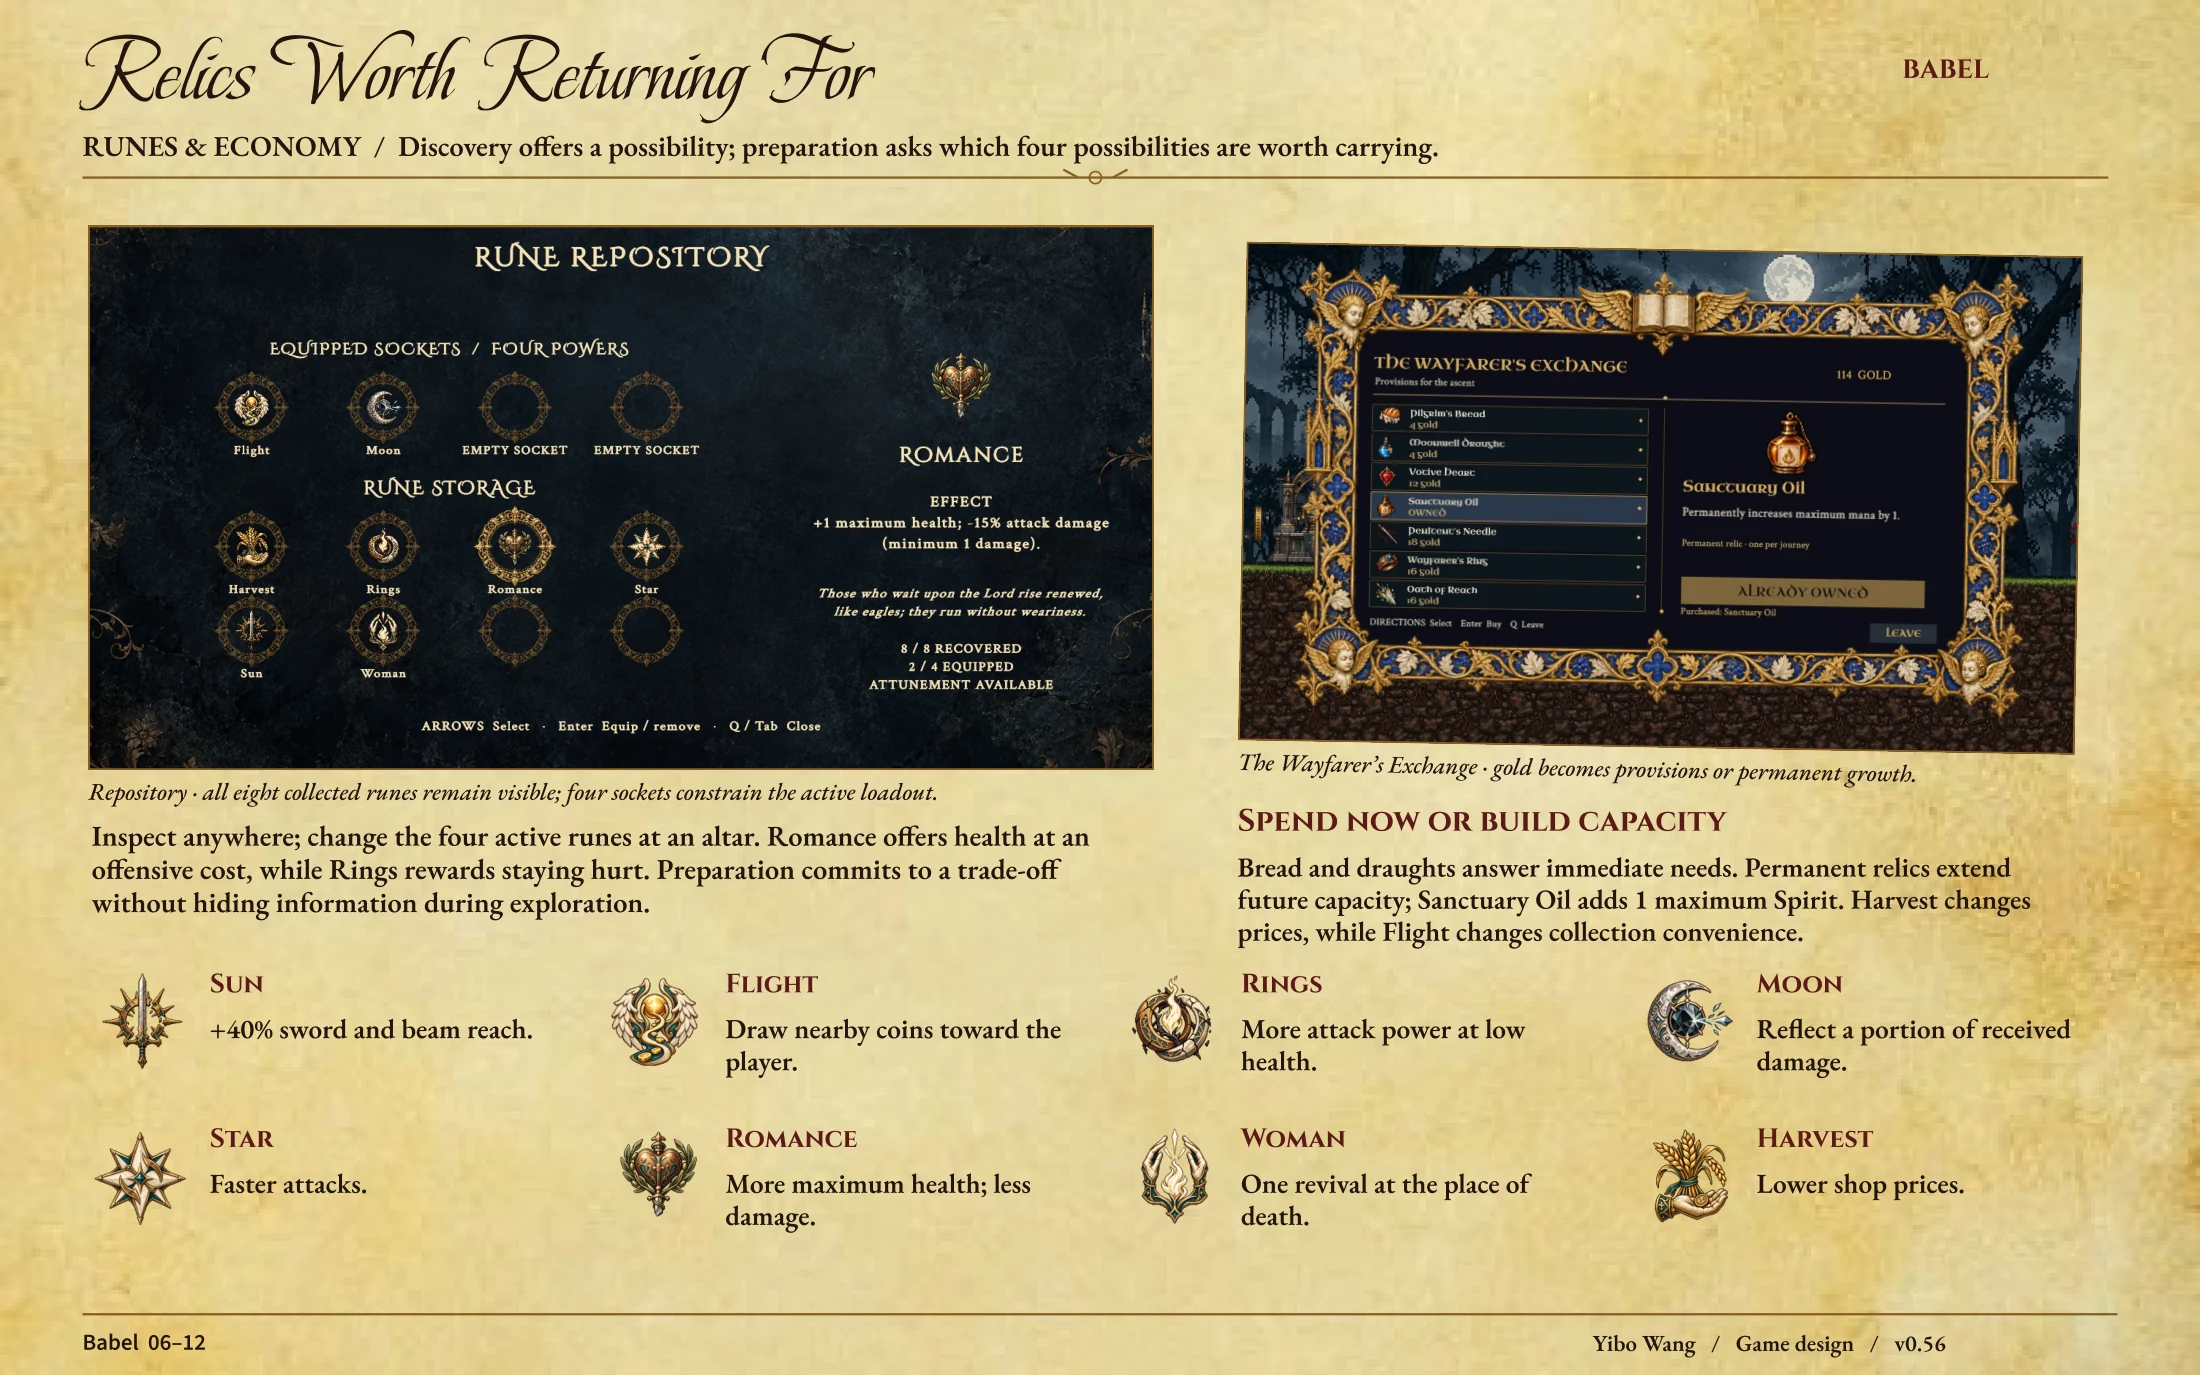 Relics Worth Returning For
BABEL
RUNES & ECONOMY / Discovery offers a possibility; preparation asks which four possibilities are worth carrying.
RUNE REPOSITORY
EQUIPPED SOCKETS / FOUR POWERS
Flight
Moon
EMPTY SOCKET
EMPTY SOCKET
RUNE STORAGE
Harvest
Rings
Romance
Star
Sun
Woman
ROMANCE
EFFECT
+1 maximum health; -15% attack damage
(minimum 1 damage).
Those who wait upon the Lord rise renewed,
like eagles; they run without weariness.
8 / 8 RECOVERED
2 / 4 EQUIPPED
ATTUNEMENT AVAILABLE
ARROWS Select · Enter Equip / remove · Q / Tab Close
Repository · all eight collected runes remain visible; four sockets constrain the active loadout.
Inspect anywhere; change the four active runes at an altar. Romance offers health at an
offensive cost, while Rings rewards staying hurt. Preparation commits to a trade-off
without hiding information during exploration.
THE WAYFARER'S EXCHANGE
Provisions for the ascent
114 GOLD
Pilgrim's Bread
4 gold
Moonwell Draught
4 gold
Votive Heart
12 gold
Sanctuary Oil
OWNED
Penitent's Needle
18 gold
Wayfarer's Ring
16 gold
Oath of Reach
16 gold
DIRECTIONS Select Enter Buy Q Leave
Sanctuary Oil
Permanently increases maximum mana by 1.
Permanent relic · one per journey
ALREADY OWNED
Purchased: Sanctuary Oil
LEAVE
The Wayfarer's Exchange · gold becomes provisions or permanent growth.
SPEND NOW OR BUILD CAPACITY
Bread and draughts answer immediate needs. Permanent relics extend
future capacity; Sanctuary Oil adds 1 maximum Spirit. Harvest changes
prices, while Flight changes collection convenience.
SUN
+40% sword and beam reach.
FLIGHT
Draw nearby coins toward the
player.
RINGS
More attack power at low
health.
MOON
Reflect a portion of received
damage.
STAR
Faster attacks.
ROMANCE
More maximum health; less
damage.
WOMAN
One revival at the place of
death.
HARVEST
Lower shop prices.
Babel 06–12
Yibo Wang / Game design / v0.56